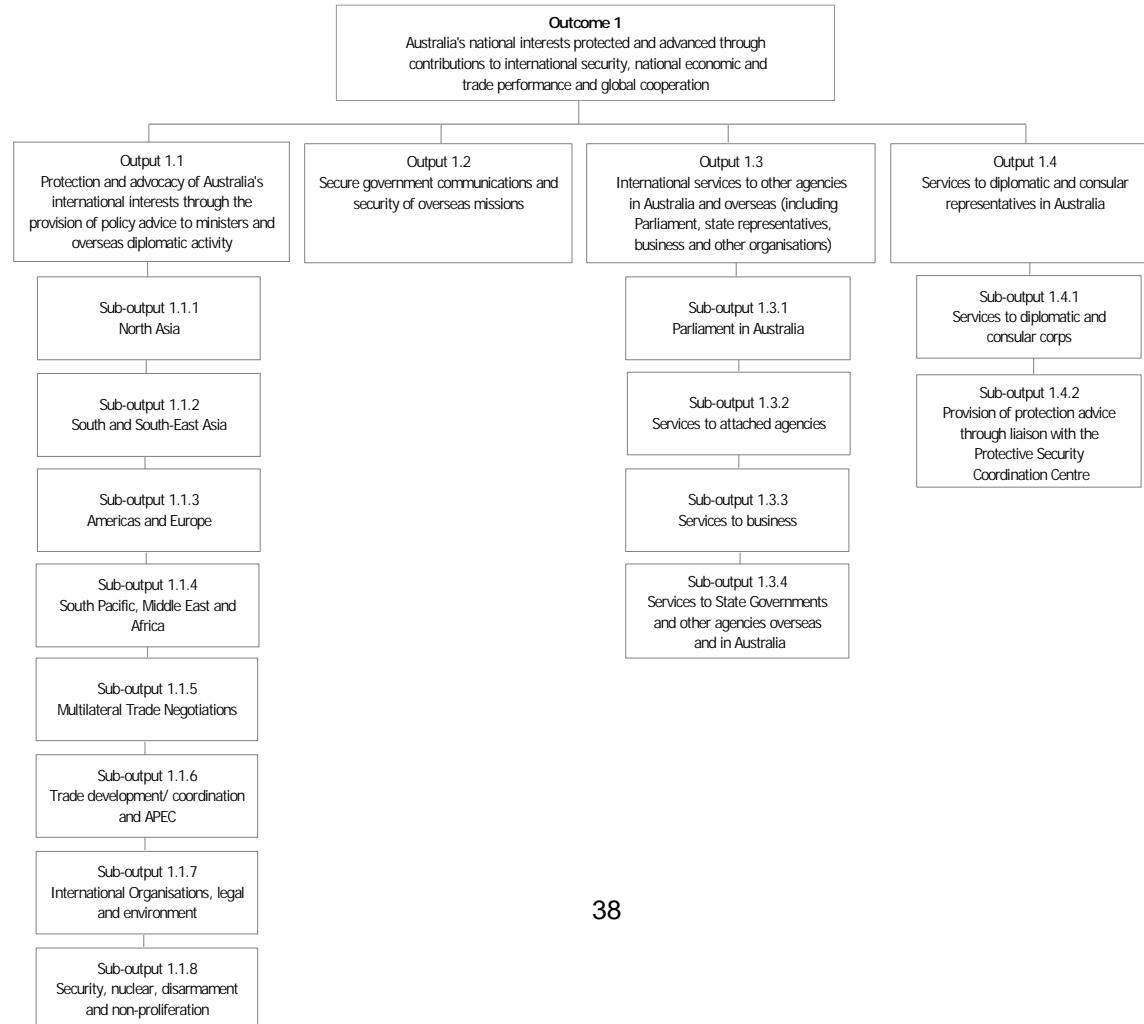 Outcome 1
Australia's national interests protected and advanced through
contributions to international security, national economic and
trade performance and global cooperation
Output 1.1
Protection and advocacy of Australia's
international interests through the
provision of policy advice to ministers and
overseas diplomatic activity
Sub-output 1.1.1
North Asia
Sub-output 1.1.2
South and South-East Asia
Sub-output 1.1.3
Americas and Europe
Sub-output 1.1.4
South Pacific, Middle East and
Africa
Sub-output 1.1.5
Multilateral Trade Negotiations
Sub-output 1.1.6
Trade development/ coordination
and APEC
Sub-output 1.1.7
International Organisations, legal
and environment
Sub-output 1.1.8
Security, nuclear, disarmament
and non-proliferation
Output 1.2
Secure government communications and
security of overseas missions
Output 1.3
International services to other agencies
in Australia and overseas (including
Parliament, state representatives,
business and other organisations)
Sub-output 1.3.1
Parliament in Australia
Sub-output 1.3.2
Services to attached agencies
Sub-output 1.3.3
Services to business
Sub-output 1.3.4
Services to State Governments
and other agencies overseas
and in Australia
Output 1.4
Services to diplomatic and consular
representatives in Australia
Sub-output 1.4.1
Services to diplomatic and
consular corps
Sub-output 1.4.2
Provision of protection advice
through liaison with the
Protective Security
Coordination Centre
38